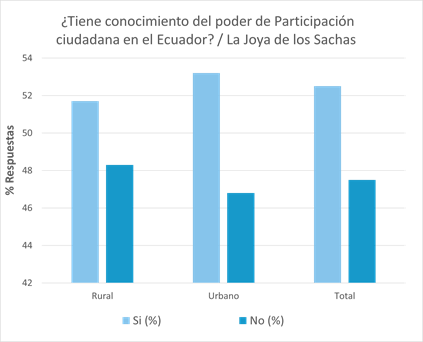 ¿Tiene conocimiento del poder de Participación
ciudadana en el Ecuador? / La Joya de los Sachas
54
52
50
48
46
44
42
% Respuestas
Rural
Urbano
Total
Si (%)
No (%)